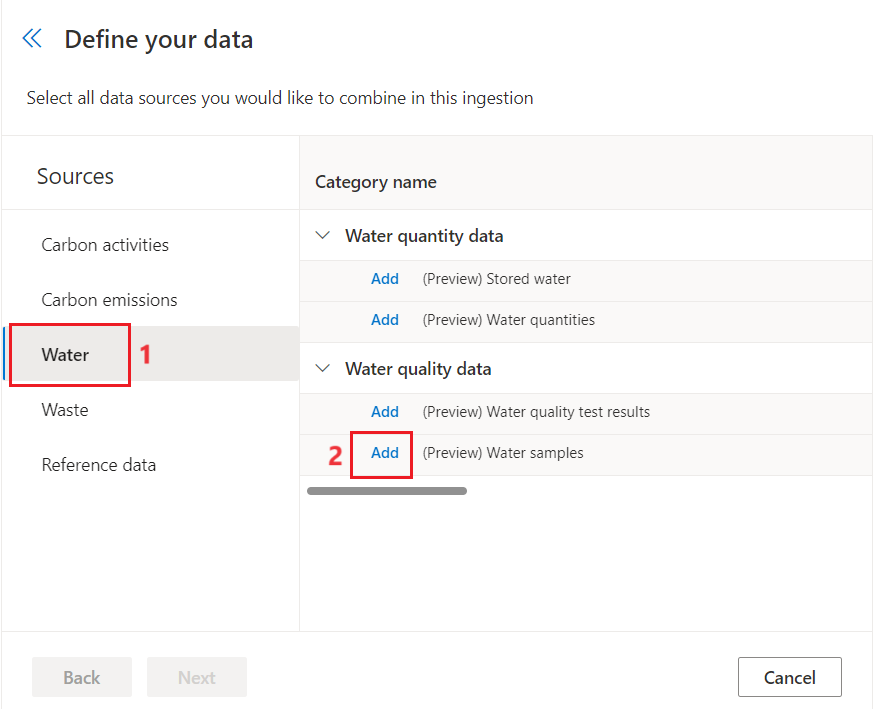 Define your data
Select all data sources you would like to combine in this ingestion
Sources
Carbon activities
Carbon emissions
Water 1
Waste
Reference data
Category name
Water quantity data
Add (Preview) Stored water
Add (Preview) Water quantities
Water quality data
Add (Preview) Water quality test results
2 Add (Preview) Water samples
Back Next Cancel